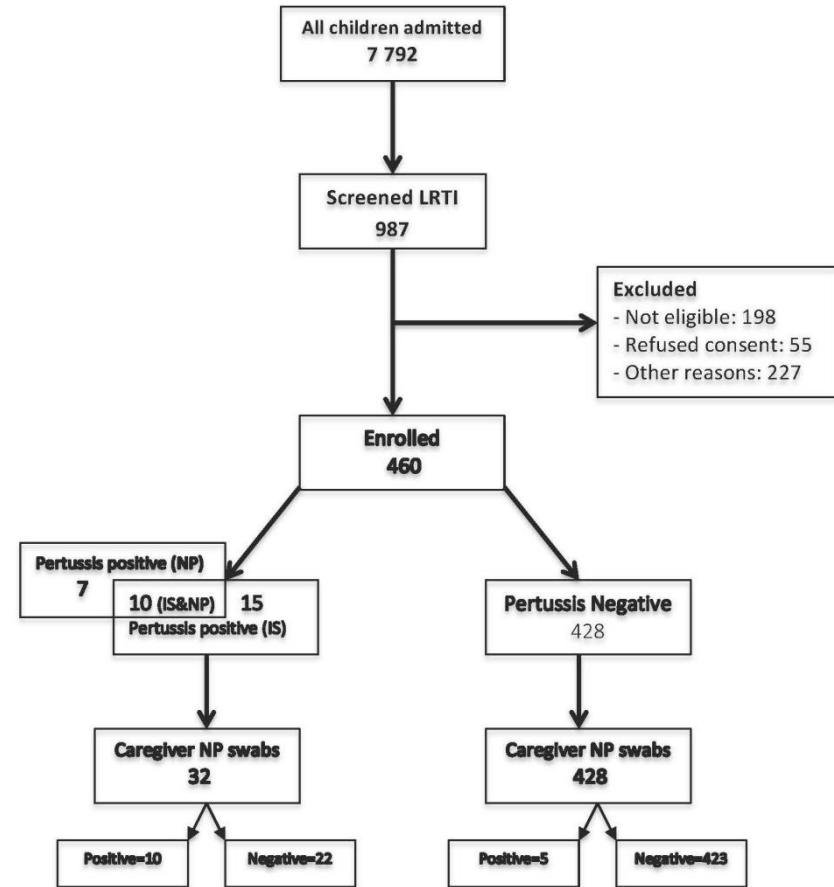 All children admitted
7 792
Screened LRTI
987
Excluded
- Not eligible: 198
- Refused consent: 55
- Other reasons: 227
Enrolled
460
Pertussis positive (NP)
7
10 (IS&NP) 15
Pertussis positive (IS)
Pertussis Negative
428
Caregiver NP swabs
32
Caregiver NP swabs
428
Positive=10
Negative=22
Positive=5
Negative=423